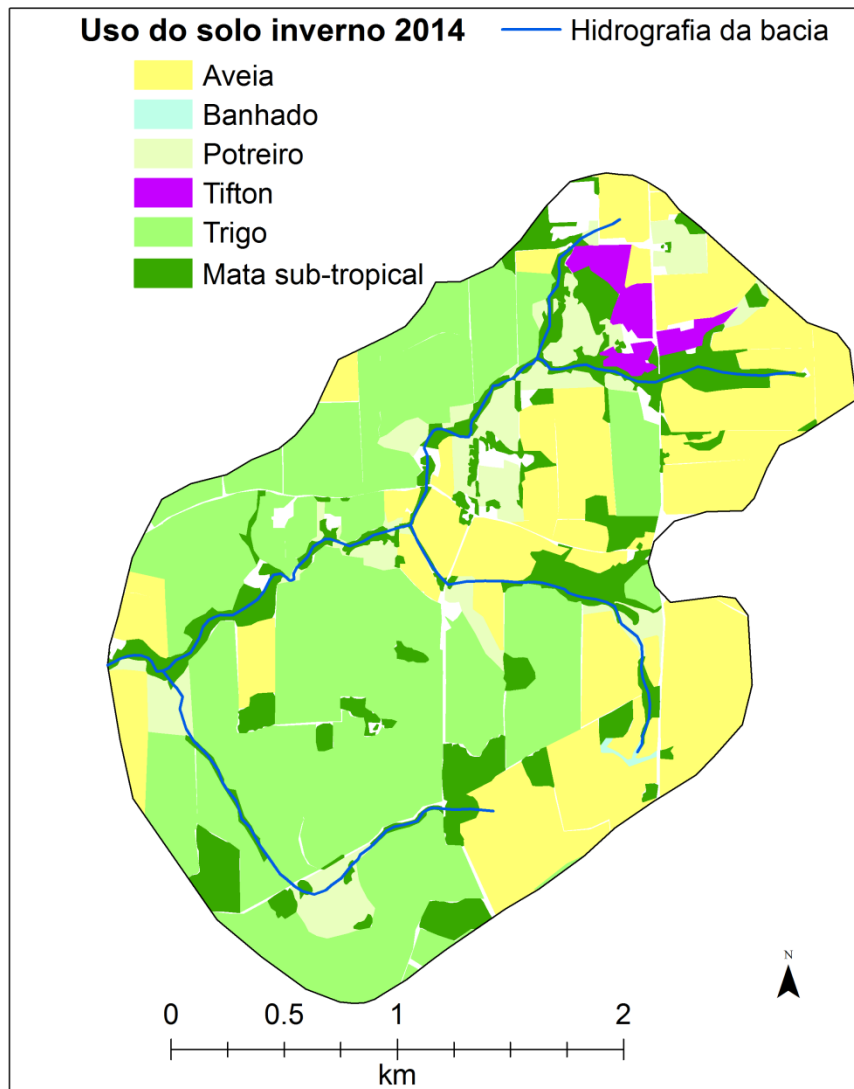 Uso do solo inverno 2014
Hidrografia da bacia
Aveia
Banhado
Potreiro
Tifton
Trigo
Mata sub-tropical
N
0 0.5 1 2
km